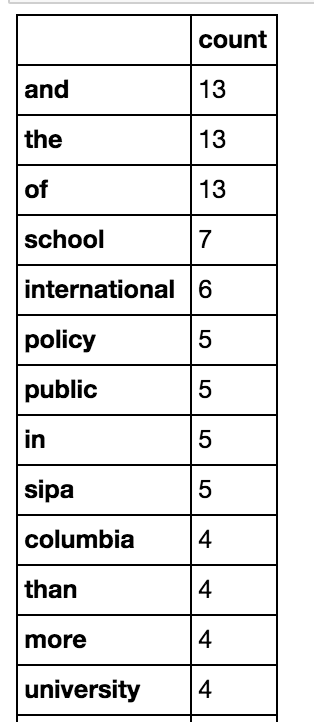 count
and 13
the 13
of 13
school 7
international 6
policy 5
public 5
in 5
sipa 5
columbia 4
than 4
more 4
university 4